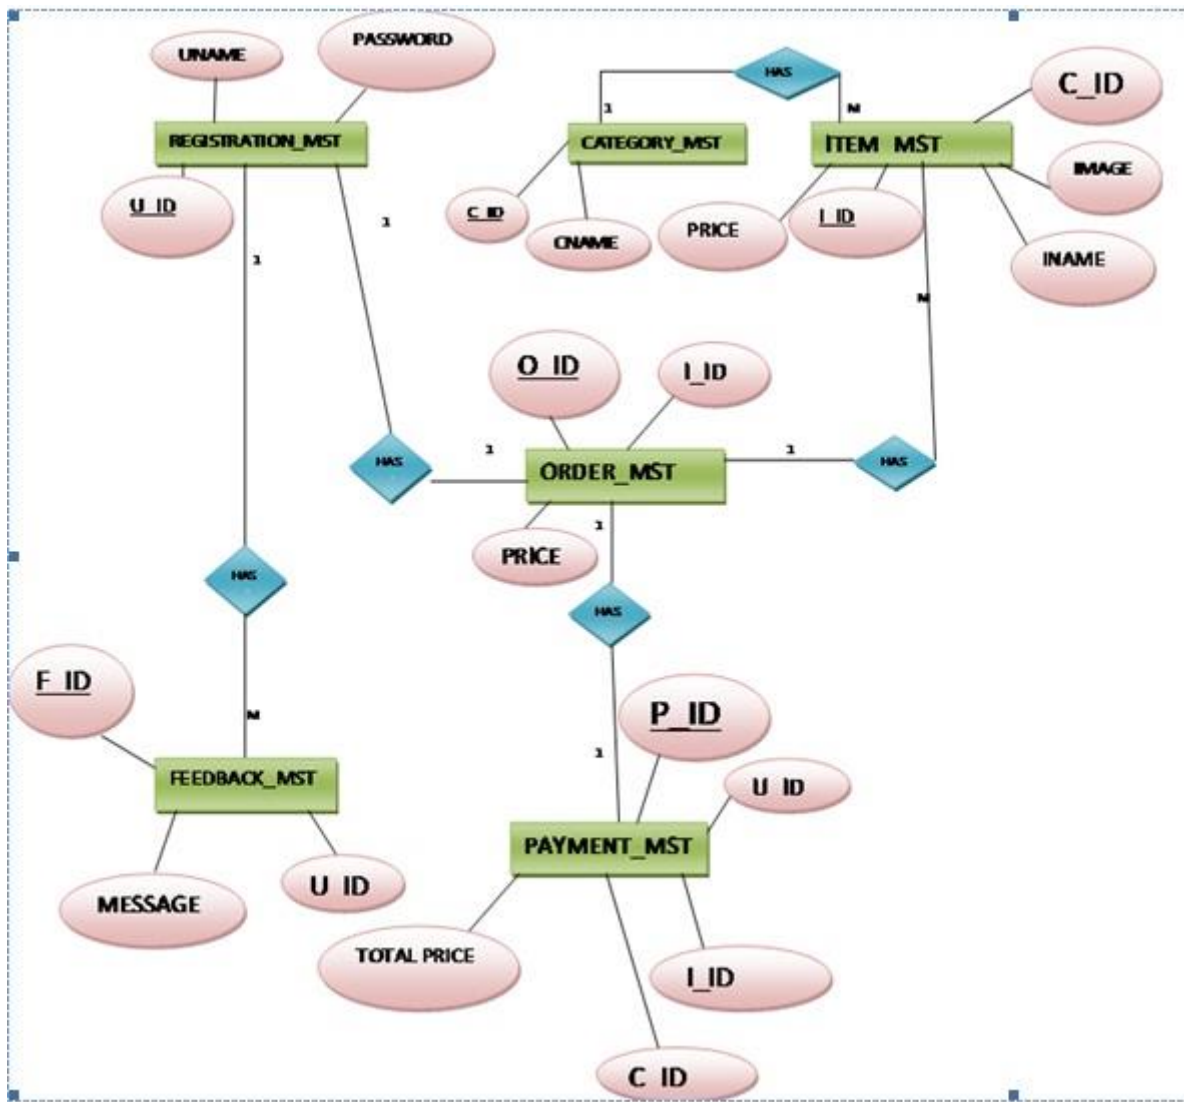 UNAME
PASSWORD
HAS
C_ID
1
M
REGISTRATION_MST
CATEGORY_MST
ITEM_MST
IMAGE
U_ID
C_ID
CNAME
PRICE
I_ID
INAME
1
1
M
O_ID
I_ID
HAS
1
ORDER_MST
1
HAS
PRICE
1
HAS
HAS
F_ID
M
P_ID
1
U_ID
FEEDBACK_MST
PAYMENT_MST
MESSAGE
U_ID
TOTAL PRICE
I_ID
C_ID